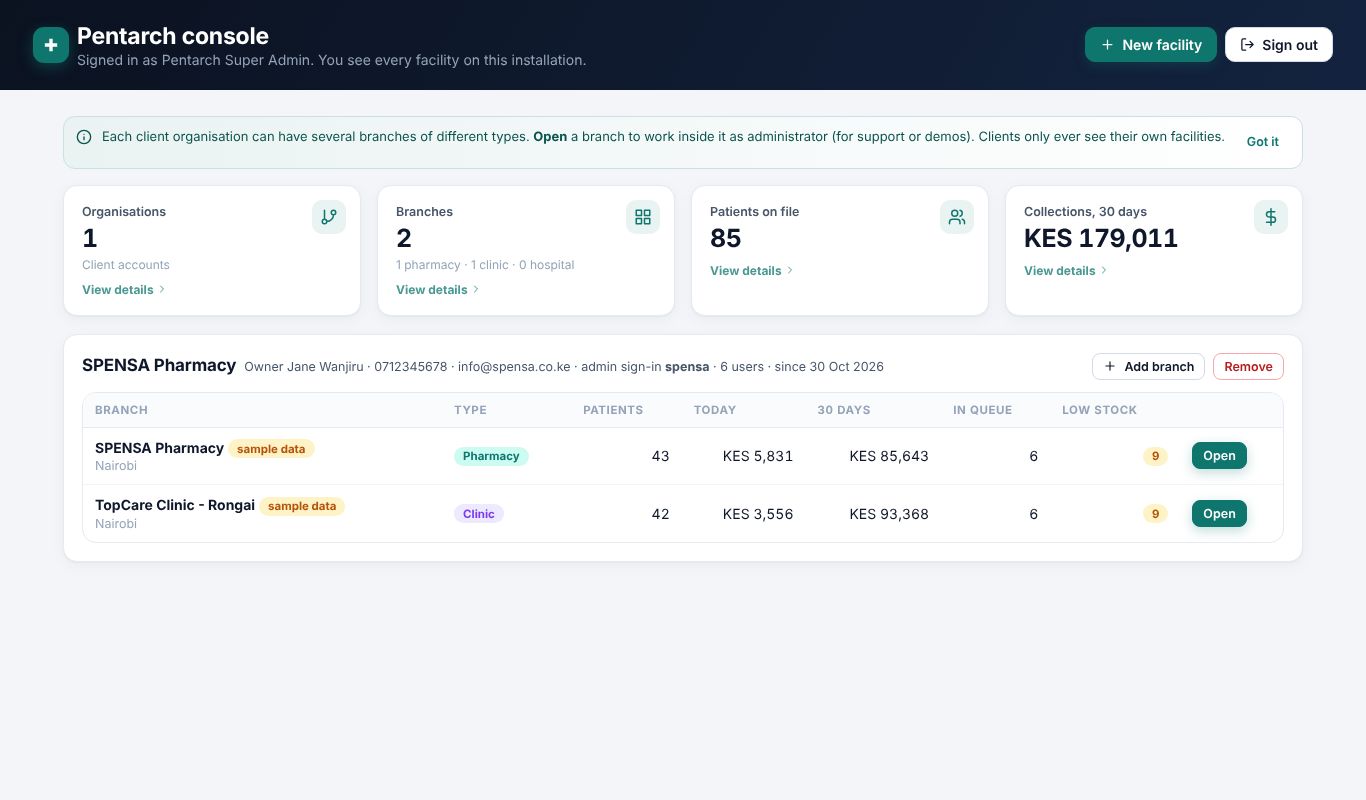 Pentarch console
Signed in as Pentarch Super Admin. You see every facility on this installation.
New facility
Sign out
Each client organisation can have several branches of different types. Open a branch to work inside it as administrator (for support or demos). Clients only ever see their own facilities.
Got it
Organisations
1
Client accounts
View details
Branches
2
1 pharmacy · 1 clinic · 0 hospital
View details
Patients on file
85
View details
Collections, 30 days
KES 179,011
View details
SPENSA Pharmacy Owner Jane Wanjiru · 0712345678 · info@spensa.co.ke · admin sign-in spensa · 6 users · since 30 Oct 2026
Add branch
Remove
BRANCH TYPE PATIENTS TODAY 30 DAYS IN QUEUE LOW STOCK
SPENSA Pharmacy sample data
Nairobi
Pharmacy 43 KES 5,831 KES 85,643 6 9 Open
TopCare Clinic - Rongai sample data
Nairobi
Clinic 42 KES 3,556 KES 93,368 6 9 Open